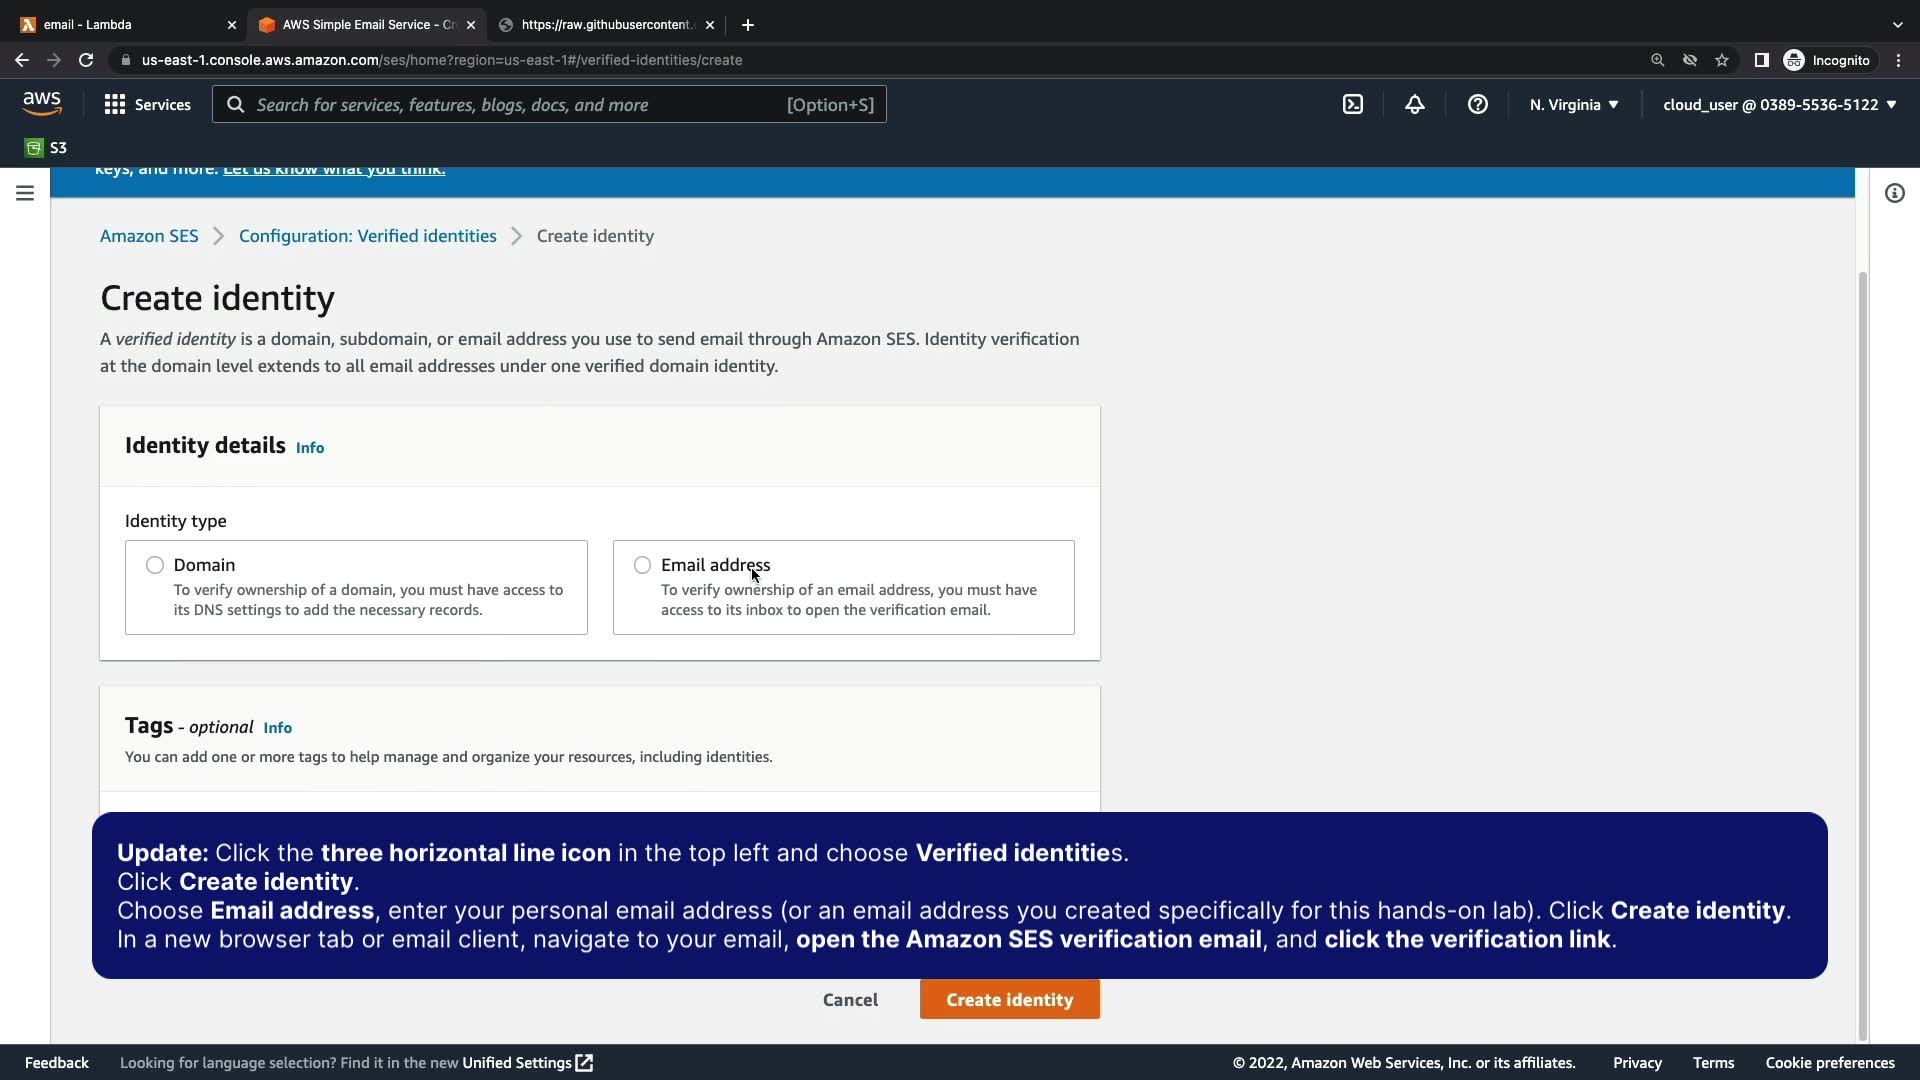 email - Lambda
AWS Simple Email Service - Cr
https://raw.githubusercontent.
us-east-1.console.aws.amazon.com/ses/home?region=us-east-1#/verified-identities/create
Incognito
aws
Services
Search for services, features, blogs, docs, and more
[Option+S]
N. Virginia
cloud_user @ 0389-5536-5122
S3
keys, and more. Let us know what you think.
Amazon SES
Configuration: Verified identities
Create identity
Create identity
A verified identity is a domain, subdomain, or email address you use to send email through Amazon SES. Identity verification
at the domain level extends to all email addresses under one verified domain identity.
Identity details Info
Identity type
Domain
To verify ownership of a domain, you must have access to
its DNS settings to add the necessary records.
Email address
To verify ownership of an email address, you must have
access to its inbox to open the verification email.
Tags - optional Info
You can add one or more tags to help manage and organize your resources, including identities.
Update: Click the three horizontal line icon in the top left and choose Verified identities.
Click Create identity.
Choose Email address, enter your personal email address (or an email address you created specifically for this hands-on lab). Click Create identity.
In a new browser tab or email client, navigate to your email, open the Amazon SES verification email, and click the verification link.
Cancel
Create identity
Feedback
Looking for language selection? Find it in the new Unified Settings
© 2022, Amazon Web Services, Inc. or its affiliates.
Privacy
Terms
Cookie preferences